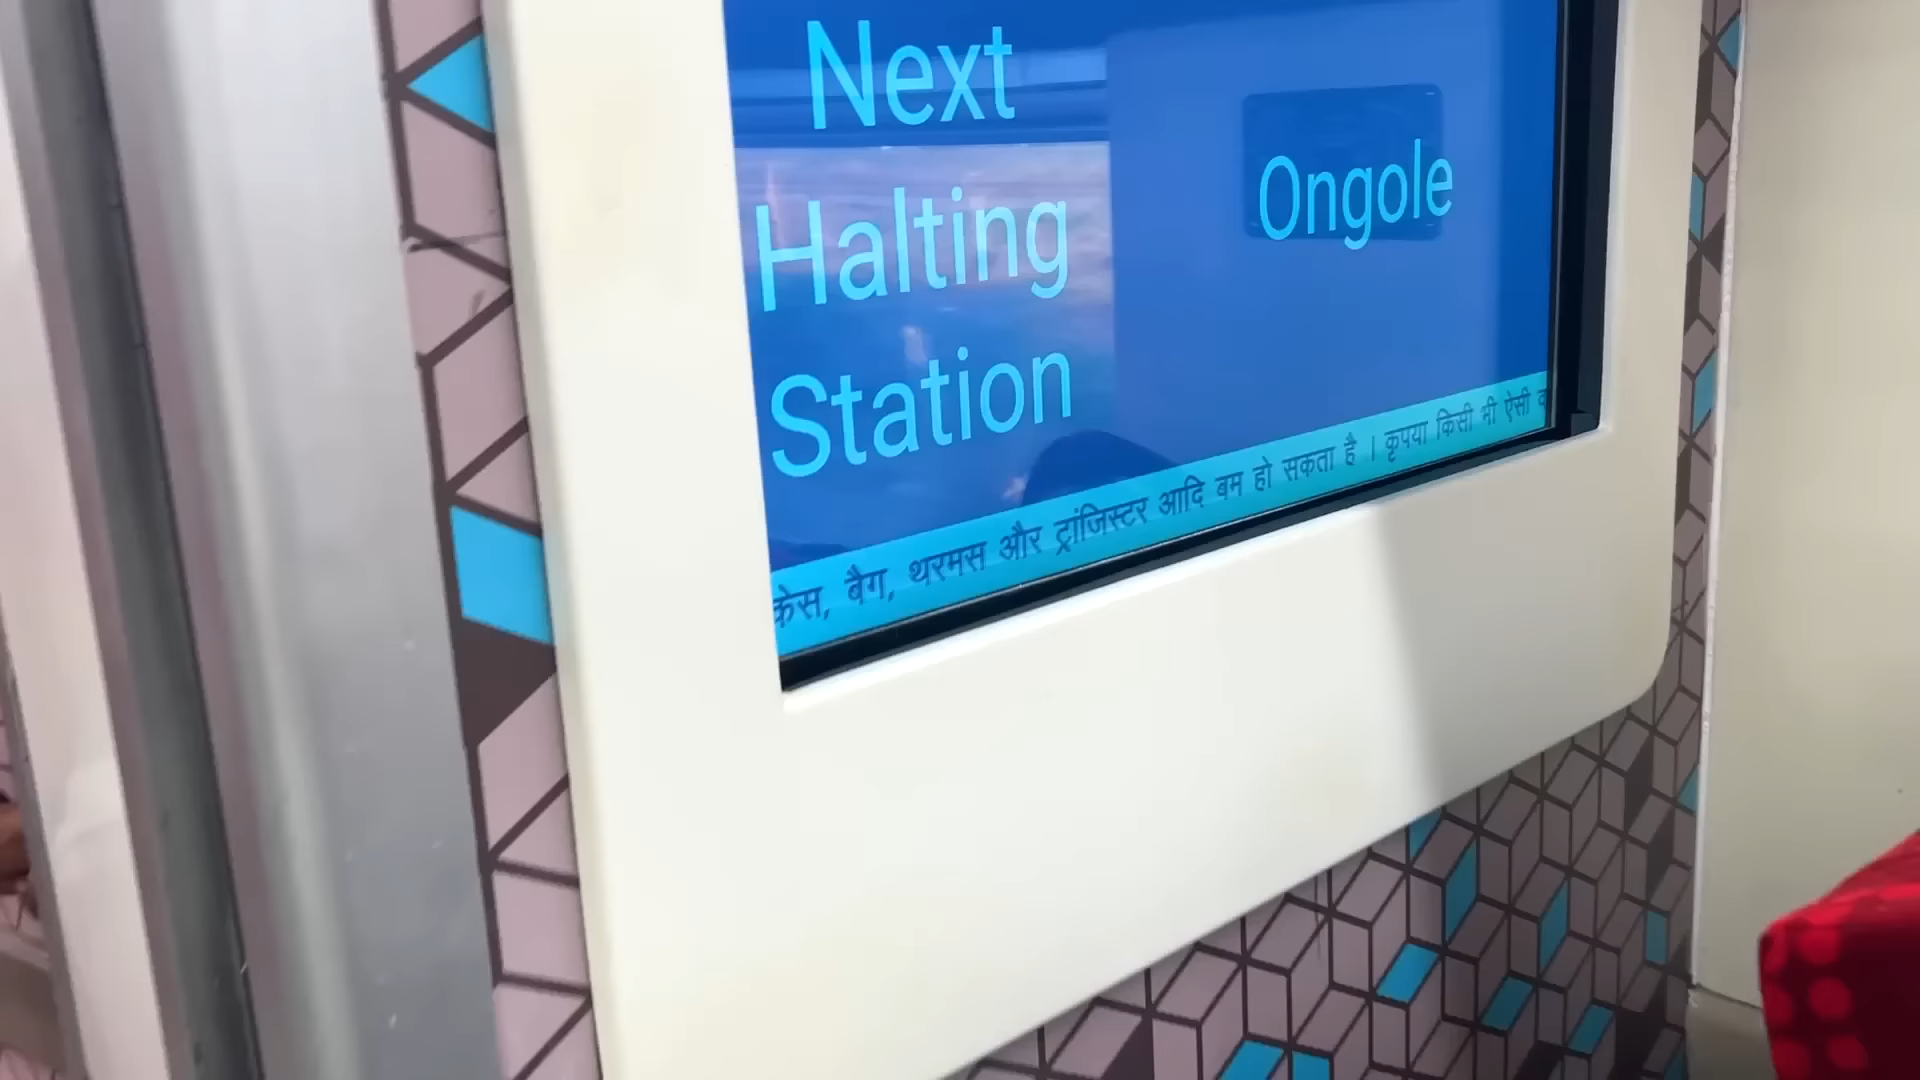 Next
Halting
Station
Ongole
केस, बैग, थरमस और ट्रांजिस्टर आदि बम हो सकता है । कृपया किसी भी ऐसी